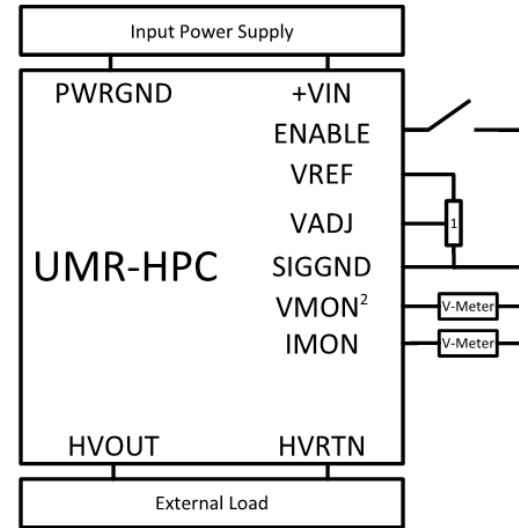 Input Power Supply
PWRGND +VIN
ENABLE
VREF
VADJ
1
UMR-HPC SIGGND
VMON² V-Meter
IMON V-Meter
HVOUT HVRTN
External Load